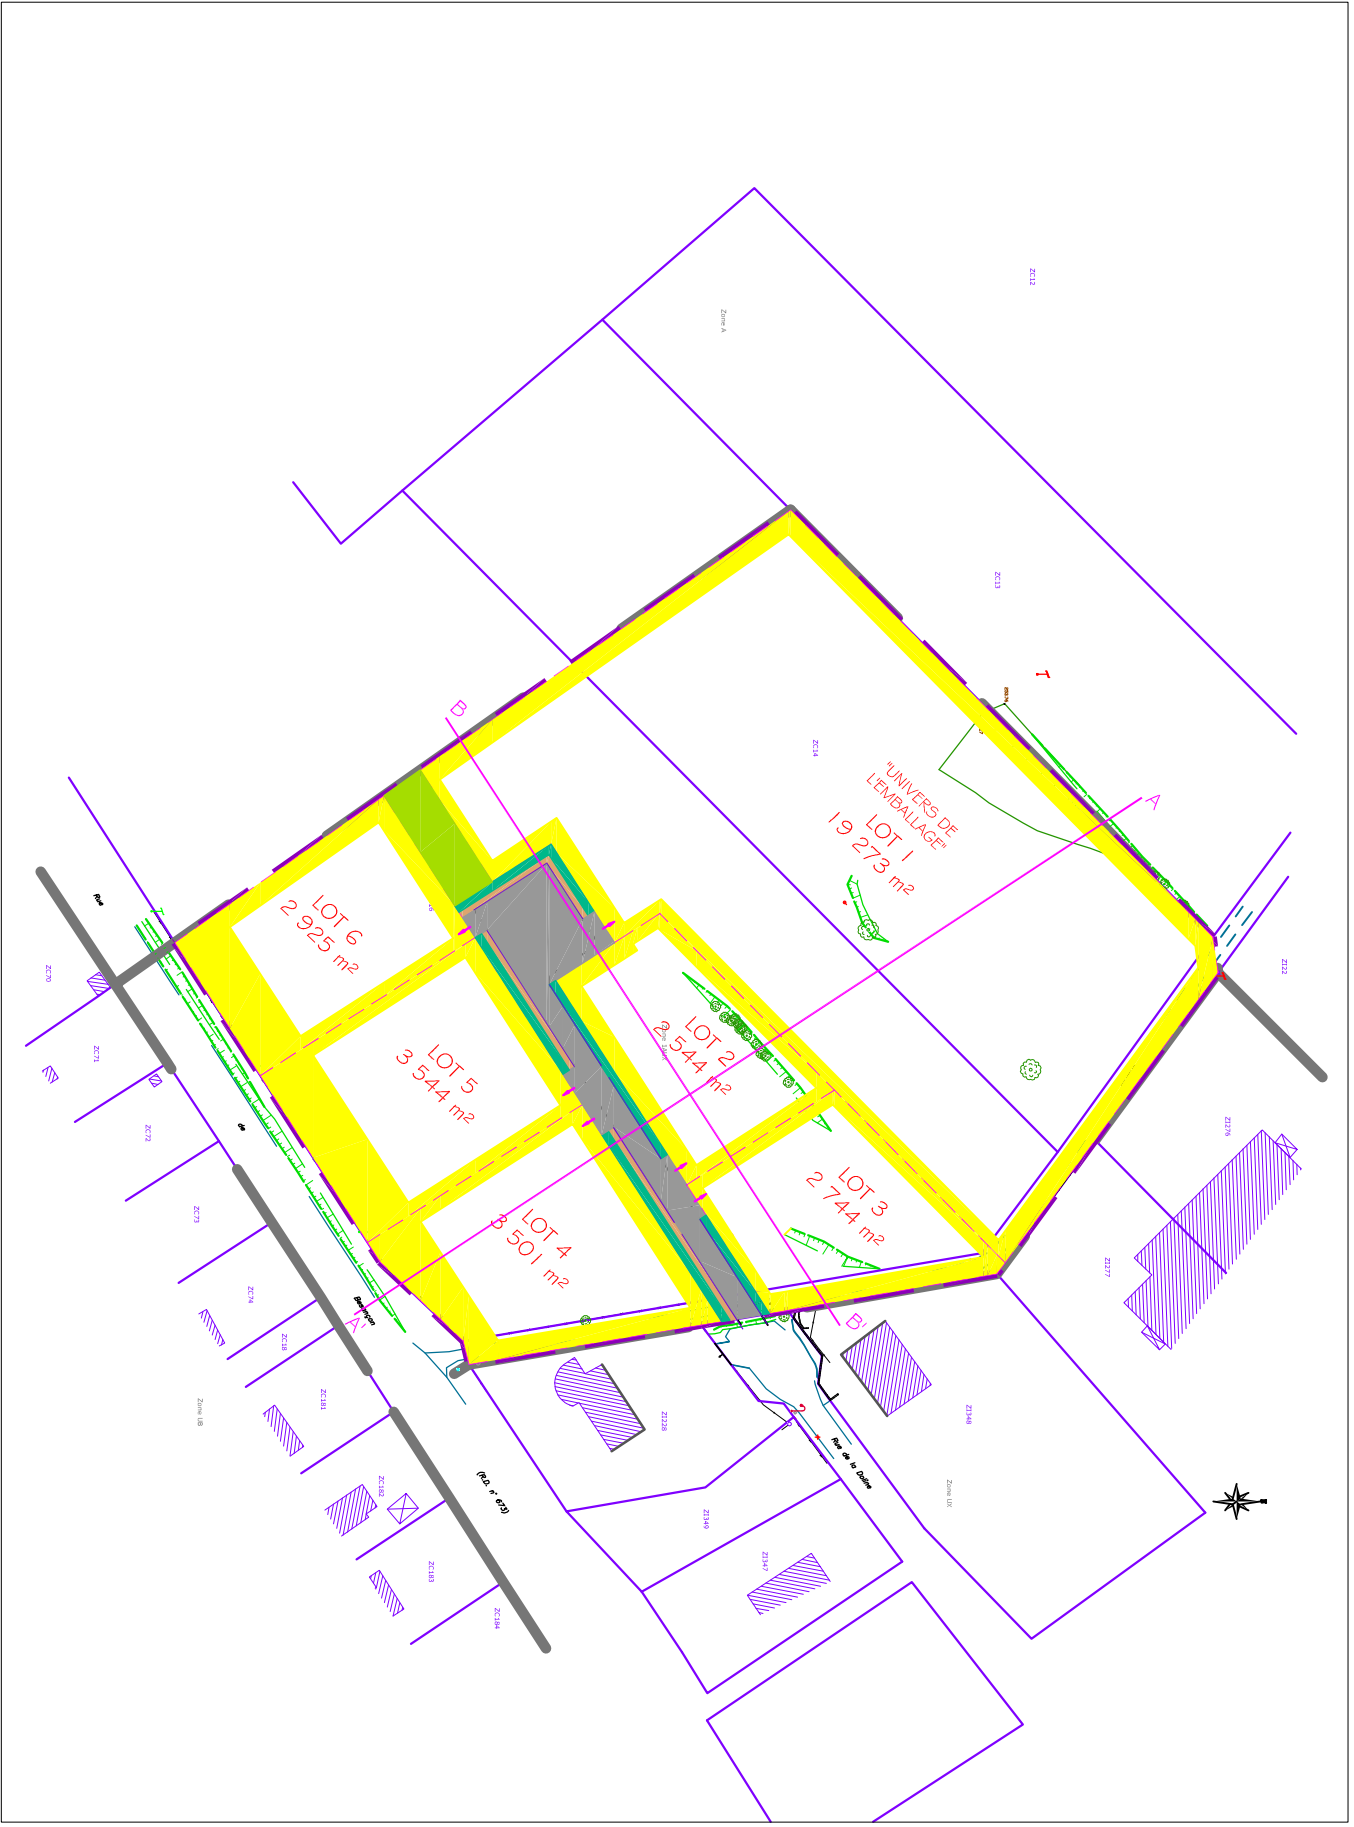 ZC12
Zone A
ZC13
T
B
ZC14
"UNIVERS DE
L'EMBALLAGE"
LOT 1
19 273 m²
A
ZI22
LOT 6
2 925 m²
Rue
ZC70
ZC71
ZC72
de
LOT 5
3 544 m²
LOT 2
2 544 m²
LOT 3
2 744 m²
LOT 4
3 501 m²
ZI276
ZI277
ZC73
ZC74
ZC18
Besançon
A'
B'
ZC181
Zone UB
ZI228
2
Rue de la Doline
ZI348
Zone UX
ZC182
(R.D. n° 673)
ZI349
ZI347
ZC183
ZC184